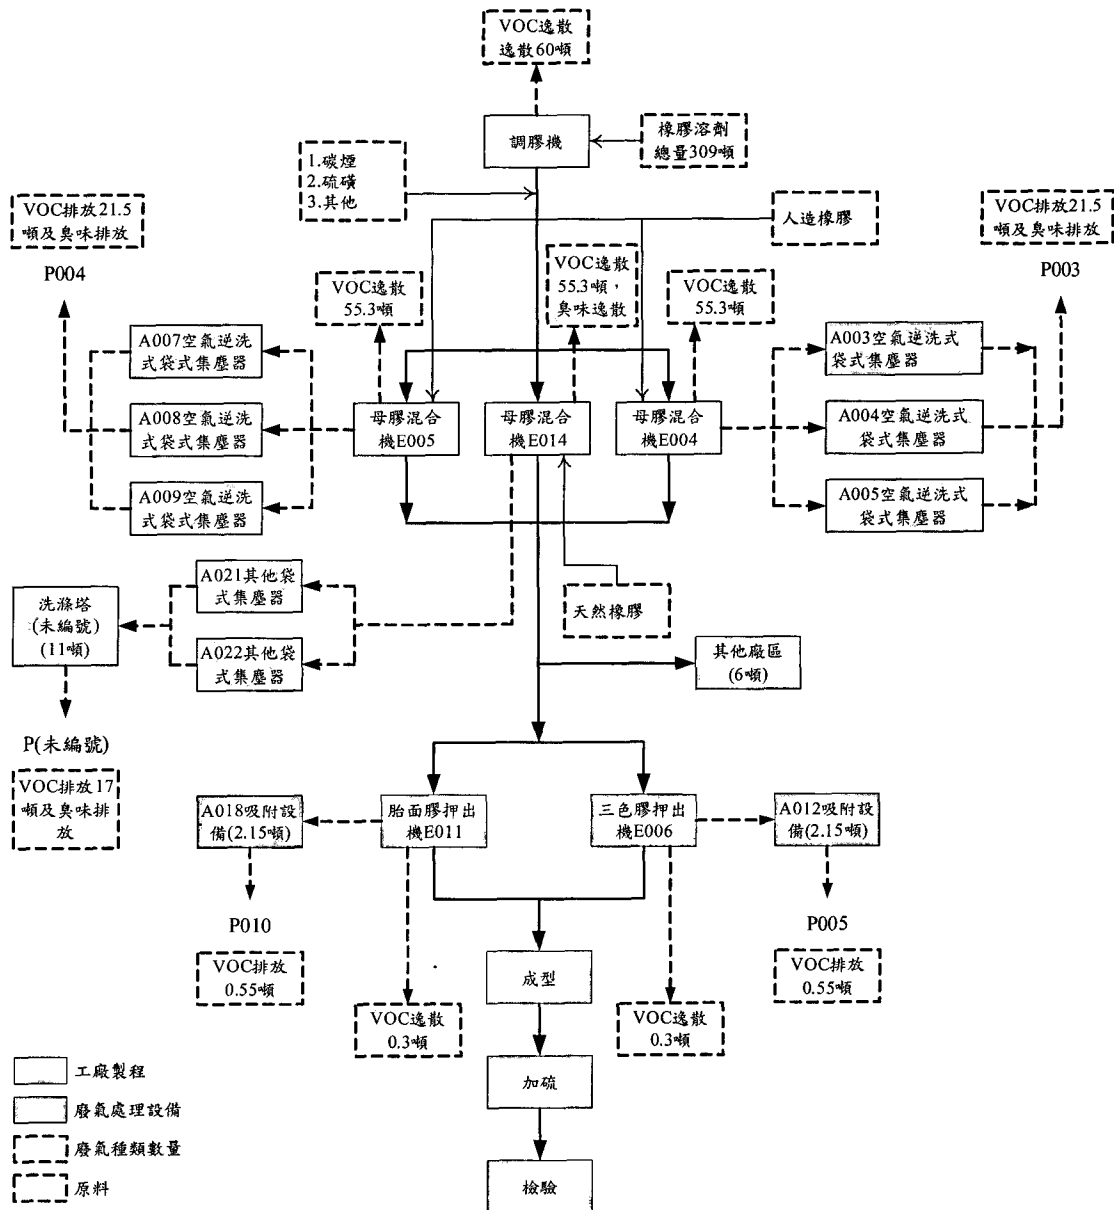 VOC逸散
逸散60噸
調膠機
橡膠溶劑
總量309噸
1.碳煙
2.硫磺
3.其他
人造橡膠
VOC排放21.5
噸及臭味排放
P004
VOC排放21.5
噸及臭味排放
P003
VOC逸散
55.3噸
VOC逸散
55.3噸，
臭味逸散
VOC逸散
55.3噸
A007空氣逆洗
式袋式集塵器
A008空氣逆洗
式袋式集塵器
A009空氣逆洗
式袋式集塵器
母膠混合
機E005
母膠混合
機E014
母膠混合
機E004
A003空氣逆洗式
袋式集塵器
A004空氣逆洗式
袋式集塵器
A005空氣逆洗式
袋式集塵器
A021其他袋
式集塵器
A022其他袋
式集塵器
洗滌塔
(未編號)
(11噸)
P(未編號)
VOC排放17
噸及臭味排
放
天然橡膠
其他廠區
(6噸)
A018吸附設
備(2.15噸)
胎面膠押出
機E011
三色膠押出
機E006
A012吸附設
備(2.15噸)
P010
VOC排放
0.55噸
P005
VOC排放
0.55噸
VOC逸散
0.3噸
VOC逸散
0.3噸
成型
加硫
檢驗
工廠製程
廢氣處理設備
廢氣種類數量
原料